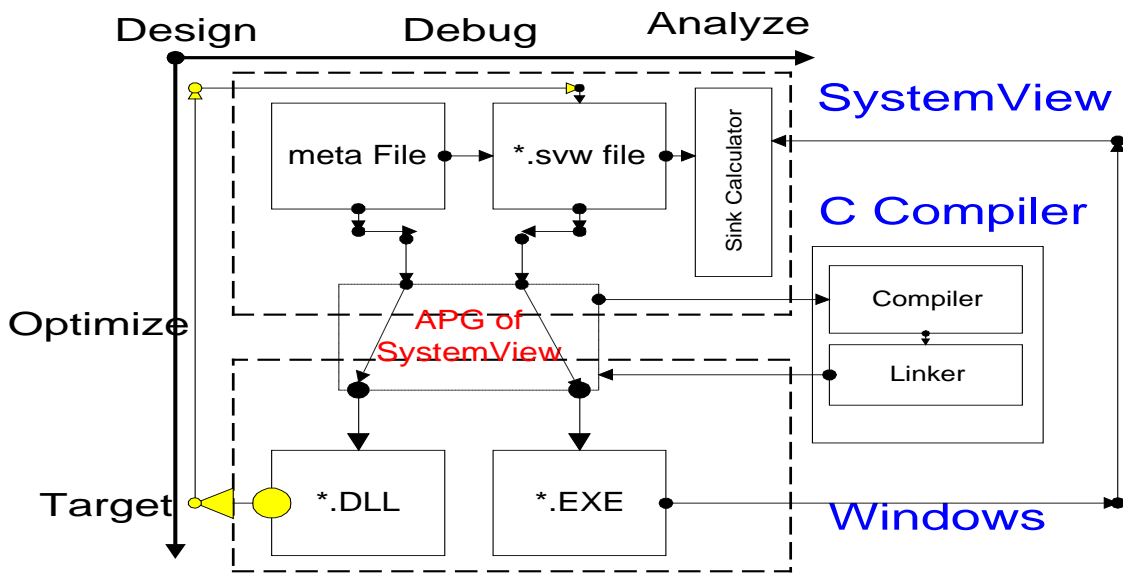 Design
Debug
Analyze
SystemView
meta File
*.svw file
Sink Calculator
C Compiler
Compiler
Optimize
APG of
SystemView
Linker
Target
*.DLL
*.EXE
Windows